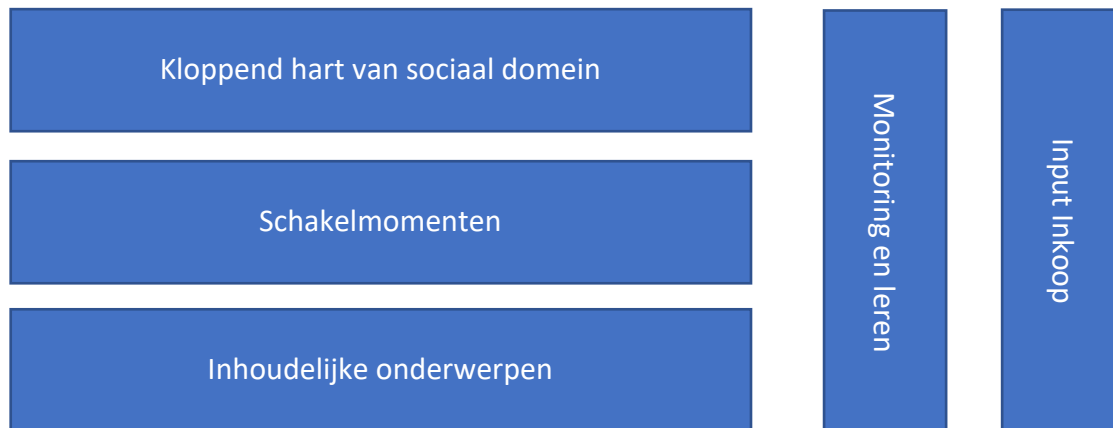 Kloppend hart van sociaal domein
Schakelmomenten
Inhoudelijke onderwerpen
Monitoring en leren
Input Inkoop